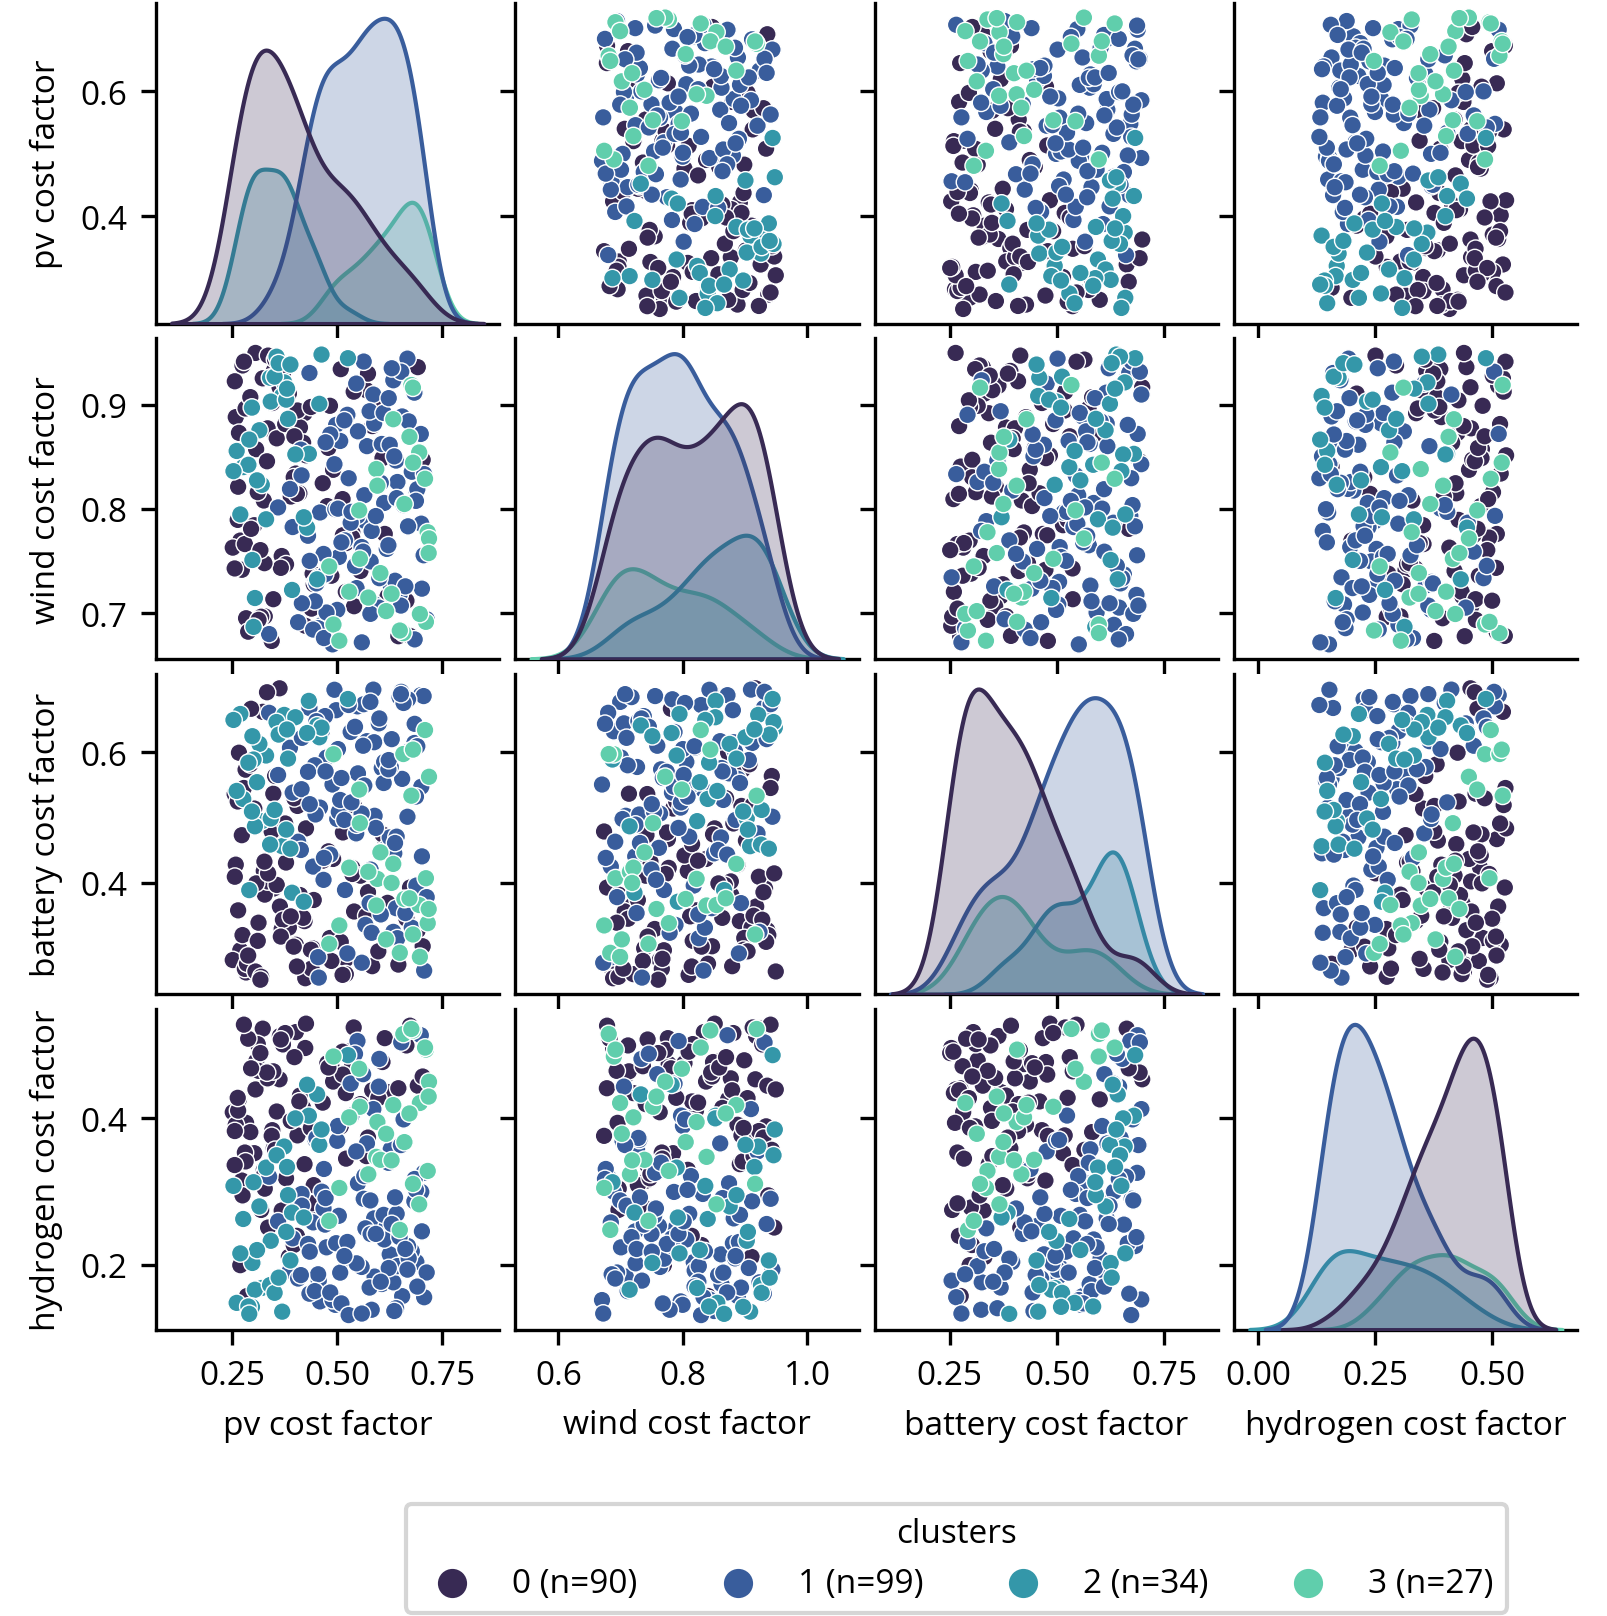 pv cost factor
0.6
0.4
wind cost factor
0.9
0.8
0.7
battery cost factor
0.6
0.4
hydrogen cost factor
0.4
0.2
0.25 0.50 0.75 0.6 0.8 1.0 0.25 0.50 0.75 0.00 0.25 0.50
pv cost factor wind cost factor battery cost factor hydrogen cost factor
clusters
0 (n=90) 1 (n=99) 2 (n=34) 3 (n=27)